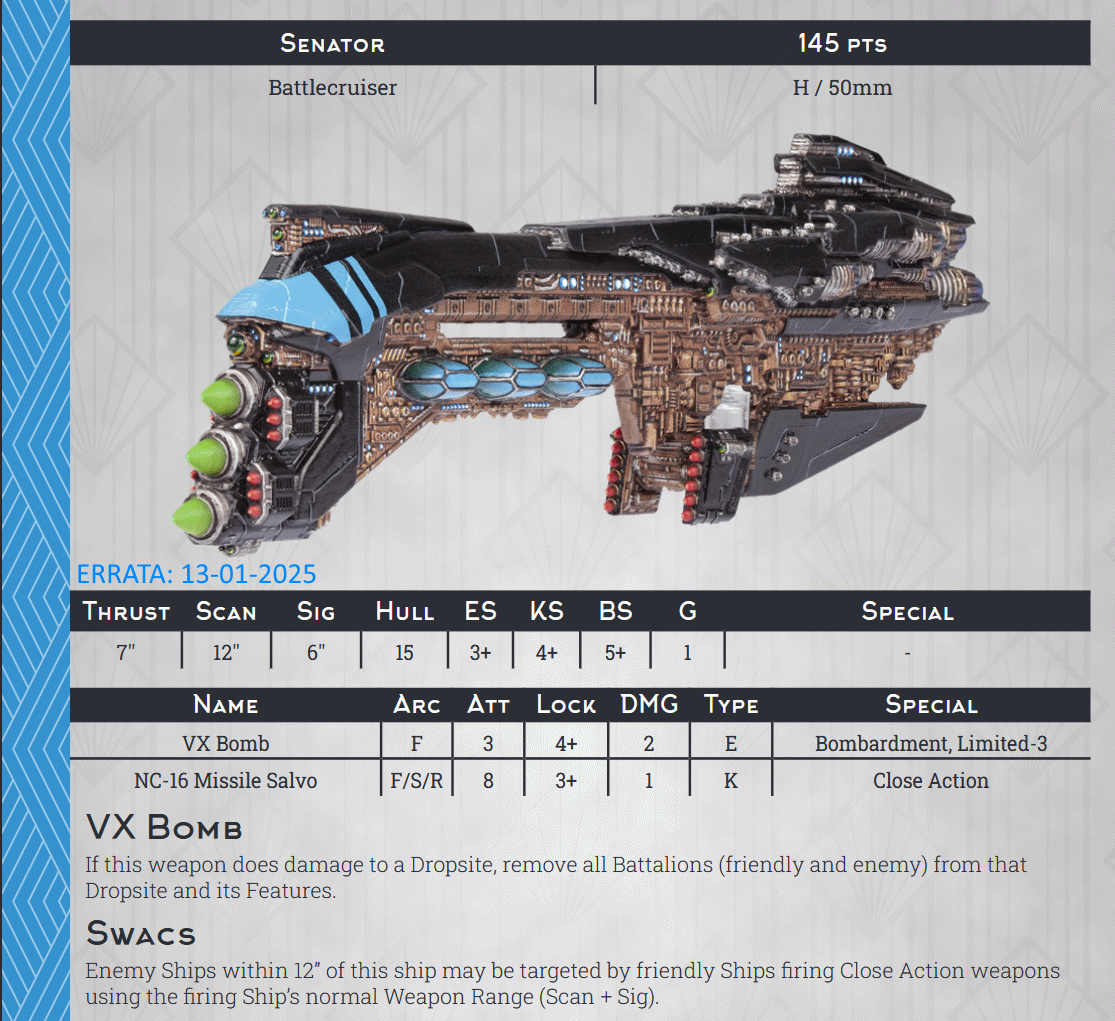 Senator 145 pts
Battlecruiser H / 50mm
ERRATA: 13-01-2025
Thrust Scan Sig Hull ES KS BS G Special
7" 12" 6" 15 3+ 4+ 5+ 1 -
Name Arc Att Lock DMG Type Special
VX Bomb F 3 4+ 2 E Bombardment, Limited-3
NC-16 Missile Salvo F/S/R 8 3+ 1 K Close Action
VX Bomb
If this weapon does damage to a Dropsite, remove all Battalions (friendly and enemy) from that
Dropsite and its Features.
Swacs
Enemy Ships within 12” of this ship may be targeted by friendly Ships firing Close Action weapons
using the firing Ship’s normal Weapon Range (Scan + Sig).